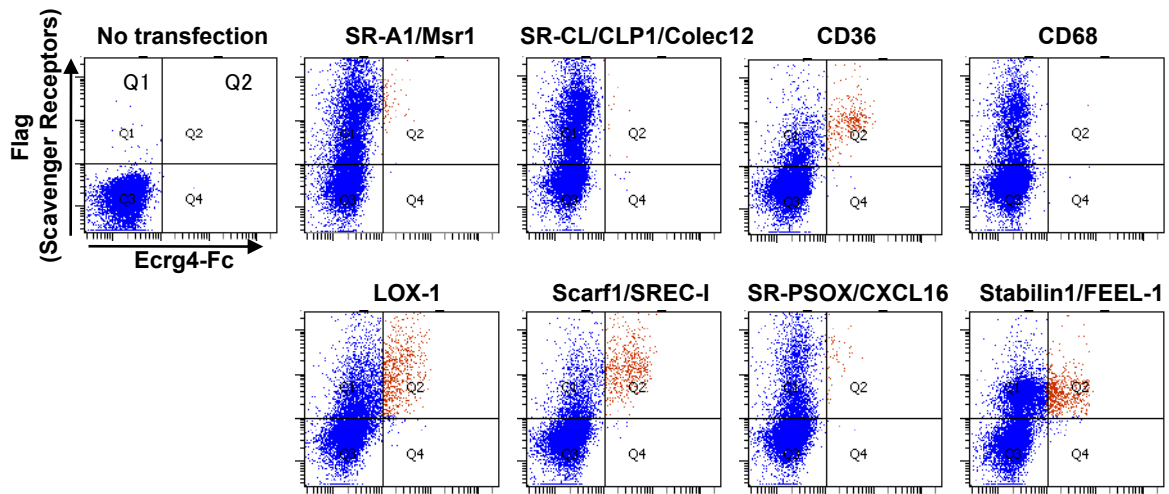 No transfection
SR-A1/Msr1
SR-CL/CLP1/Colec12
CD36
CD68
Flag
(Scavenger Receptors)
Q1
Q2
Q1
Q2
Q3
Q4
Q1
Q2
Q3
Q4
Q1
Q2
Q3
Q4
Q1
Q2
Q3
Q4
Q1
Q2
Q3
Q4
Ecrg4-Fc
LOX-1
Scarf1/SREC-I
SR-PSOX/CXCL16
Stabilin1/FEEL-1
Q1
Q2
Q3
Q4
Q1
Q2
Q3
Q4
Q1
Q2
Q3
Q4
Q1
Q2
Q3
Q4